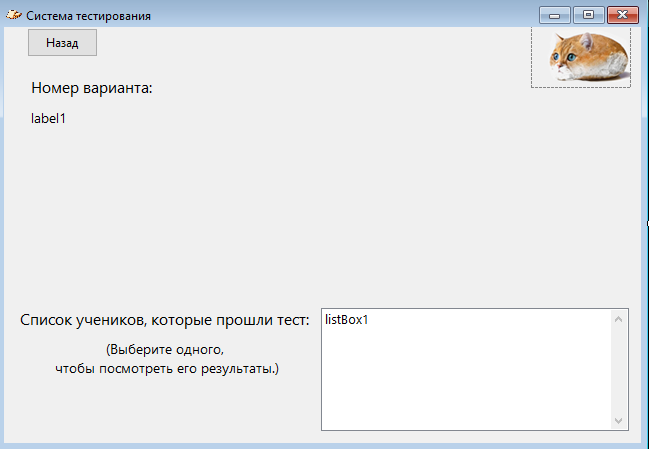 Система тестирования
Назад
Номер варианта:
label1
Список учеников, которые прошли тест:
listBox1
(Выберите одного,
чтобы посмотреть его результаты.)